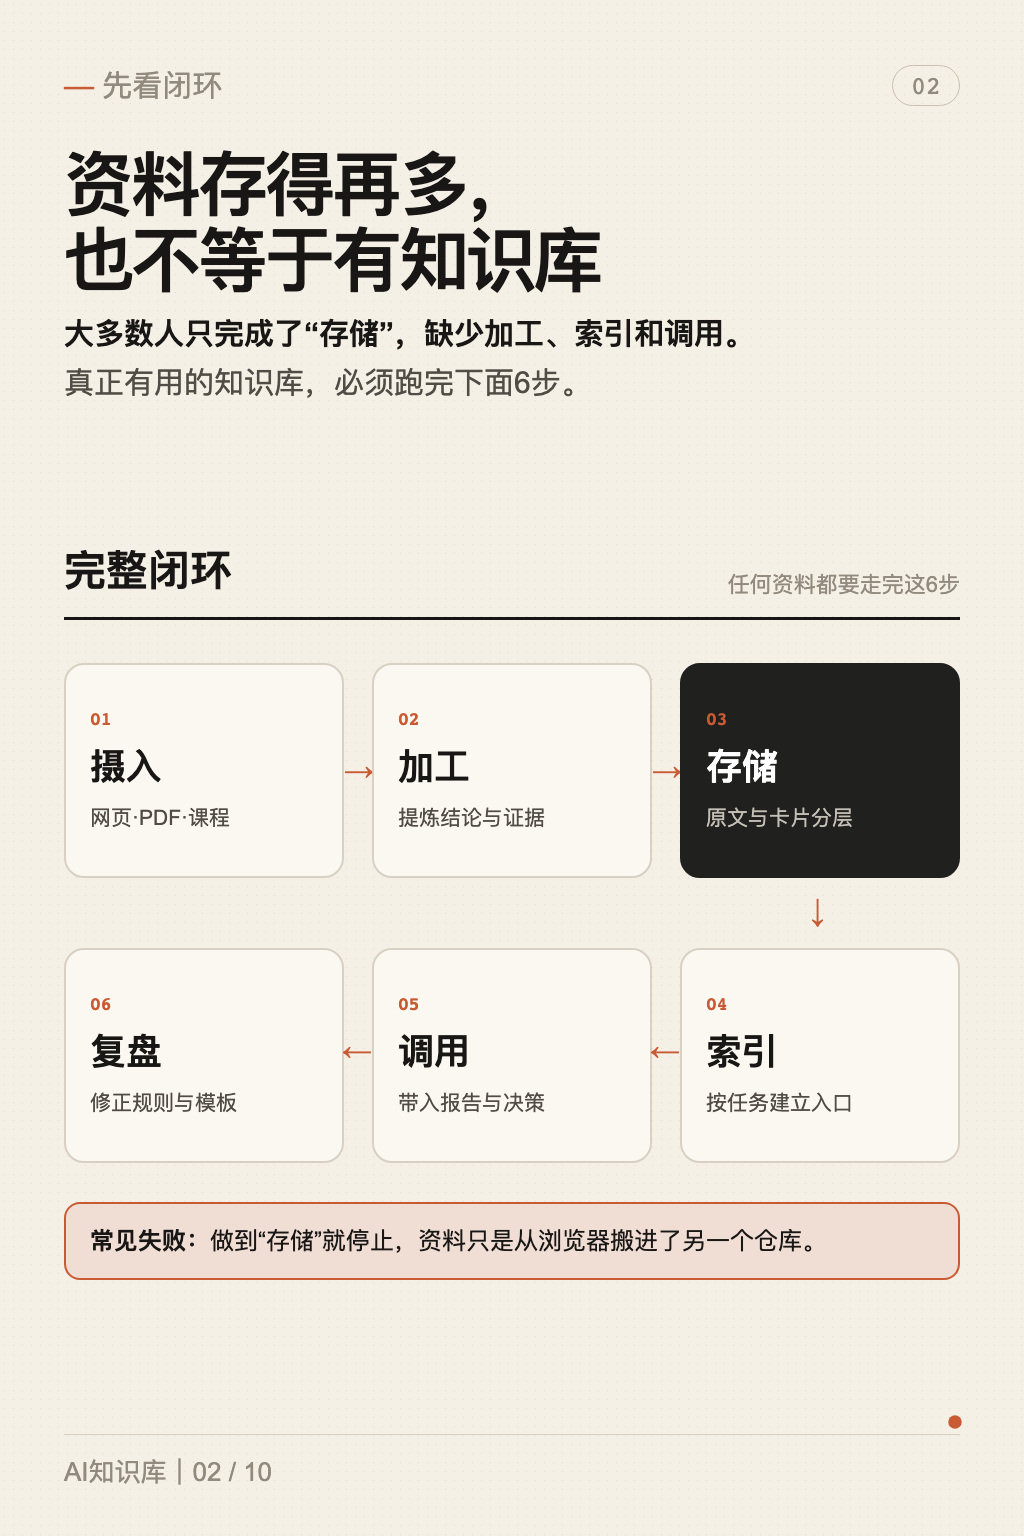 — 先看闭环
02
资料存得再多，
也不等于有知识库
大多数人只完成了“存储”，缺少加工、索引和调用。
真正有用的知识库，必须跑完下面6步。
完整闭环
任何资料都要走完这6步
01
摄入
网页·PDF·课程
→
02
加工
提炼结论与证据
→
03
存储
原文与卡片分层
↓
04
索引
按任务建立入口
←
05
调用
带入报告与决策
←
06
复盘
修正规则与模板
常见失败：做到“存储”就停止，资料只是从浏览器搬进了另一个仓库。
AI知识库｜02 / 10